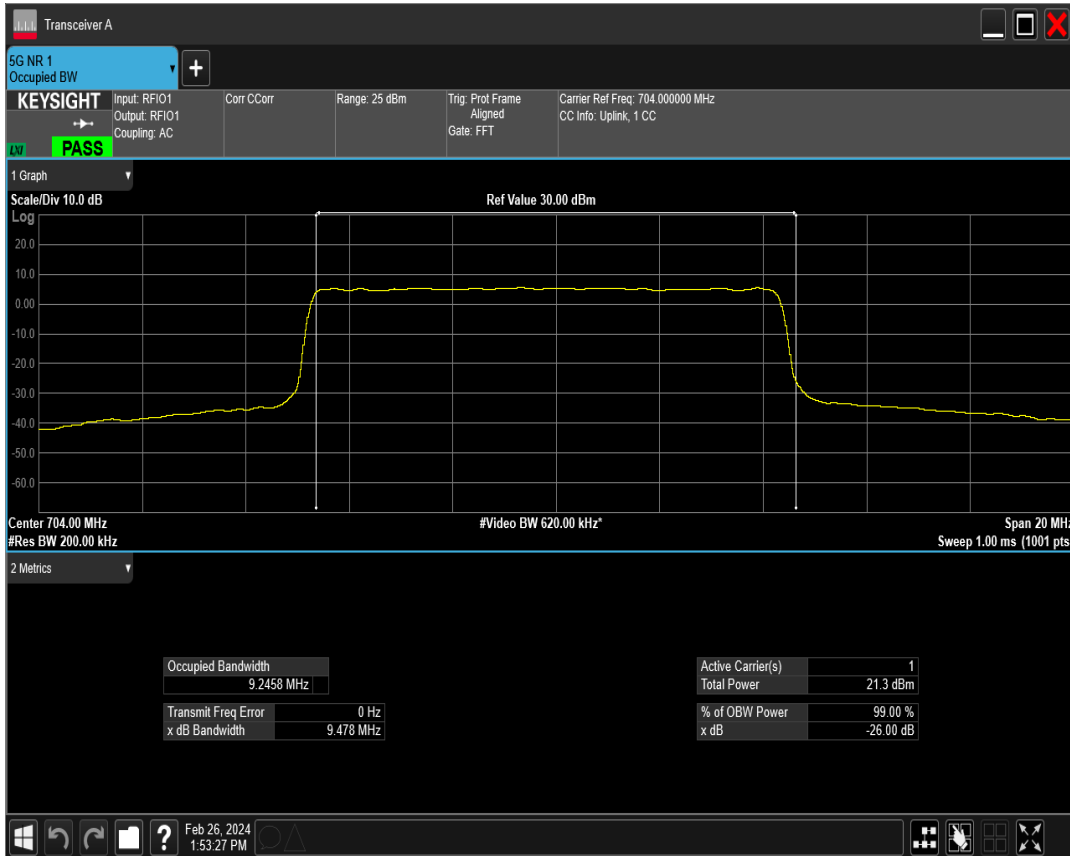 Transceiver A
5G NR 1
Occupied BW
KEYSIGHT
LXI
PASS
Input: RFIO1
Output: RFIO1
Coupling: AC
Corr CCorr
Range: 25 dBm
Trig: Prot Frame
Aligned
Gate: FFT
Carrier Ref Freq: 704.000000 MHz
CC Info: Uplink, 1 CC
1 Graph
Scale/Div 10.0 dB
Ref Value 30.00 dBm
Log
20.0
10.0
0.00
-10.0
-20.0
-30.0
-40.0
-50.0
-60.0
Center 704.00 MHz
#Video BW 620.00 kHz*
Span 20 MHz
#Res BW 200.00 kHz
Sweep 1.00 ms (1001 pts
2 Metrics
Occupied Bandwidth
9.2458 MHz
Transmit Freq Error 0 Hz
x dB Bandwidth 9.478 MHz
Active Carrier(s) 1
Total Power 21.3 dBm
% of OBW Power 99.00 %
x dB -26.00 dB
?
Feb 26, 2024
1:53:27 PM